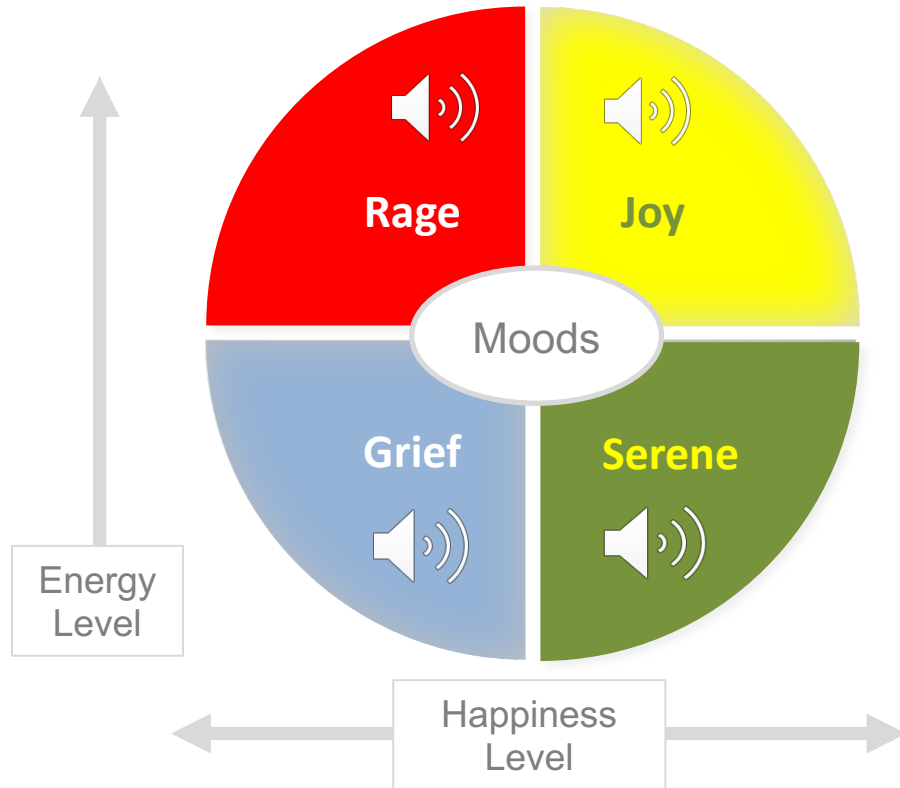 Rage
Joy
Moods
Grief
Serene
Energy
Level
Happiness
Level